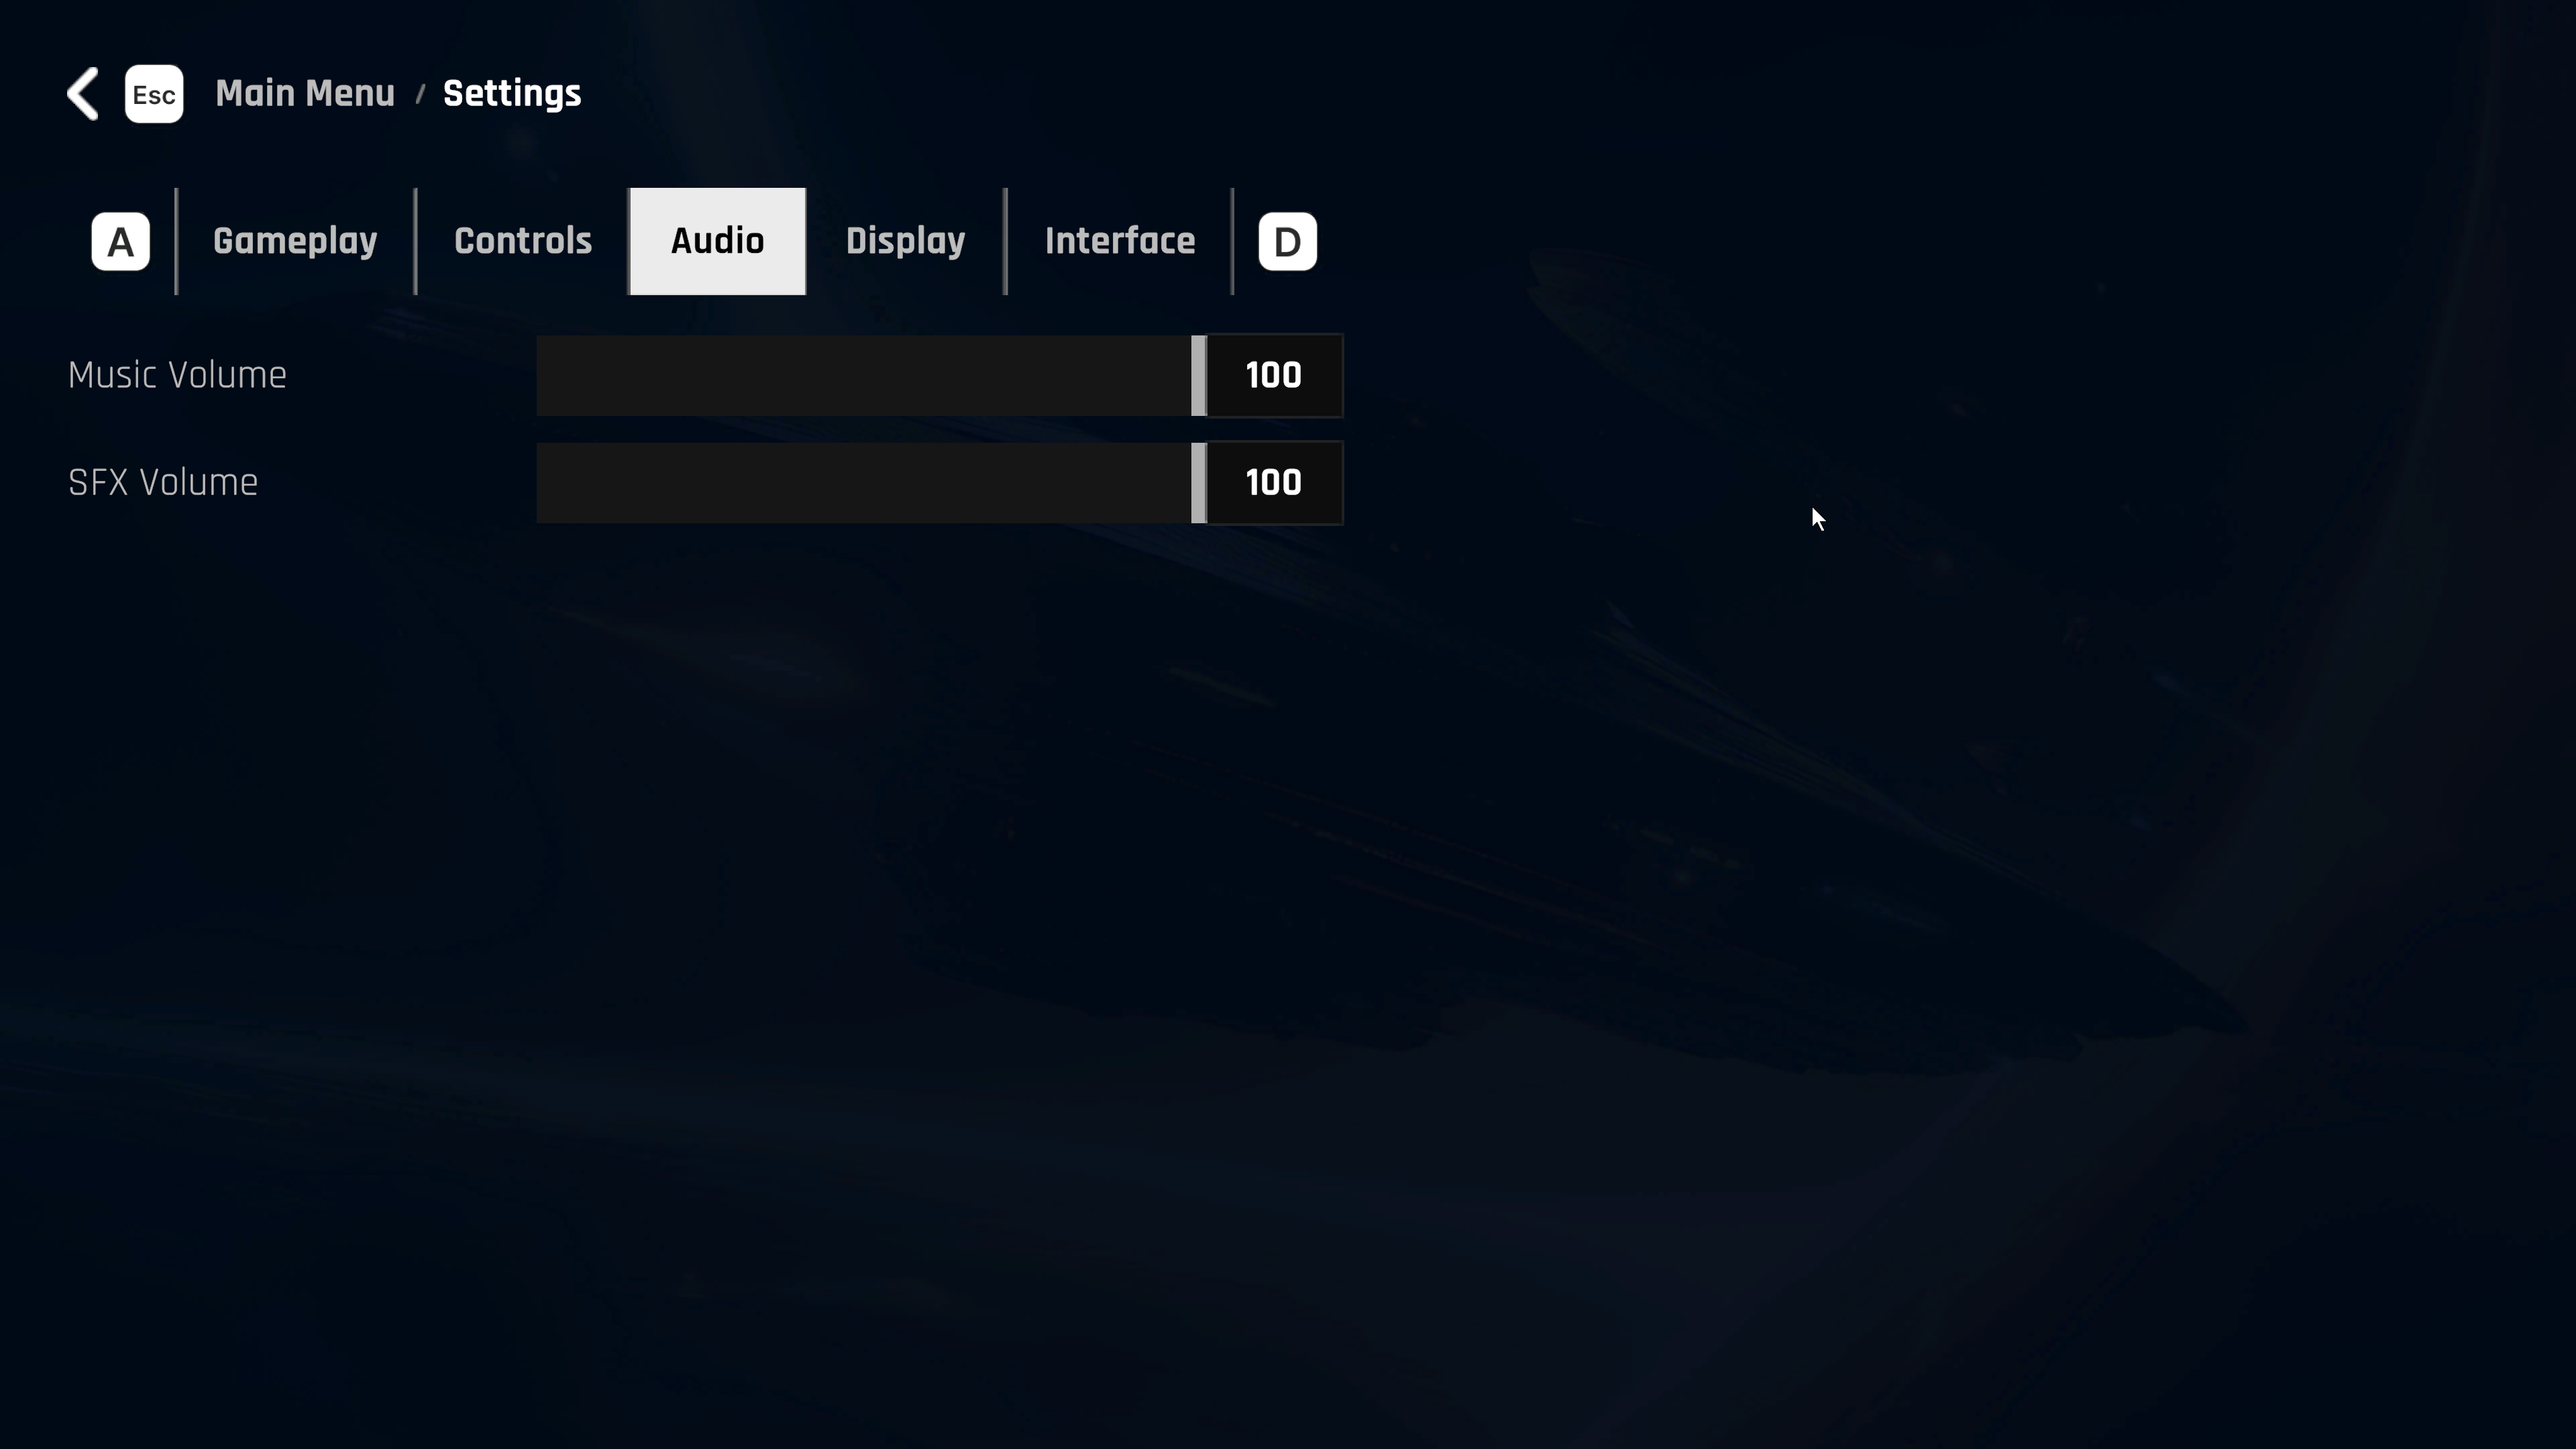 Esc Main Menu / Settings
A Gameplay Controls Audio Display Interface D
Music Volume 100
SFX Volume 100